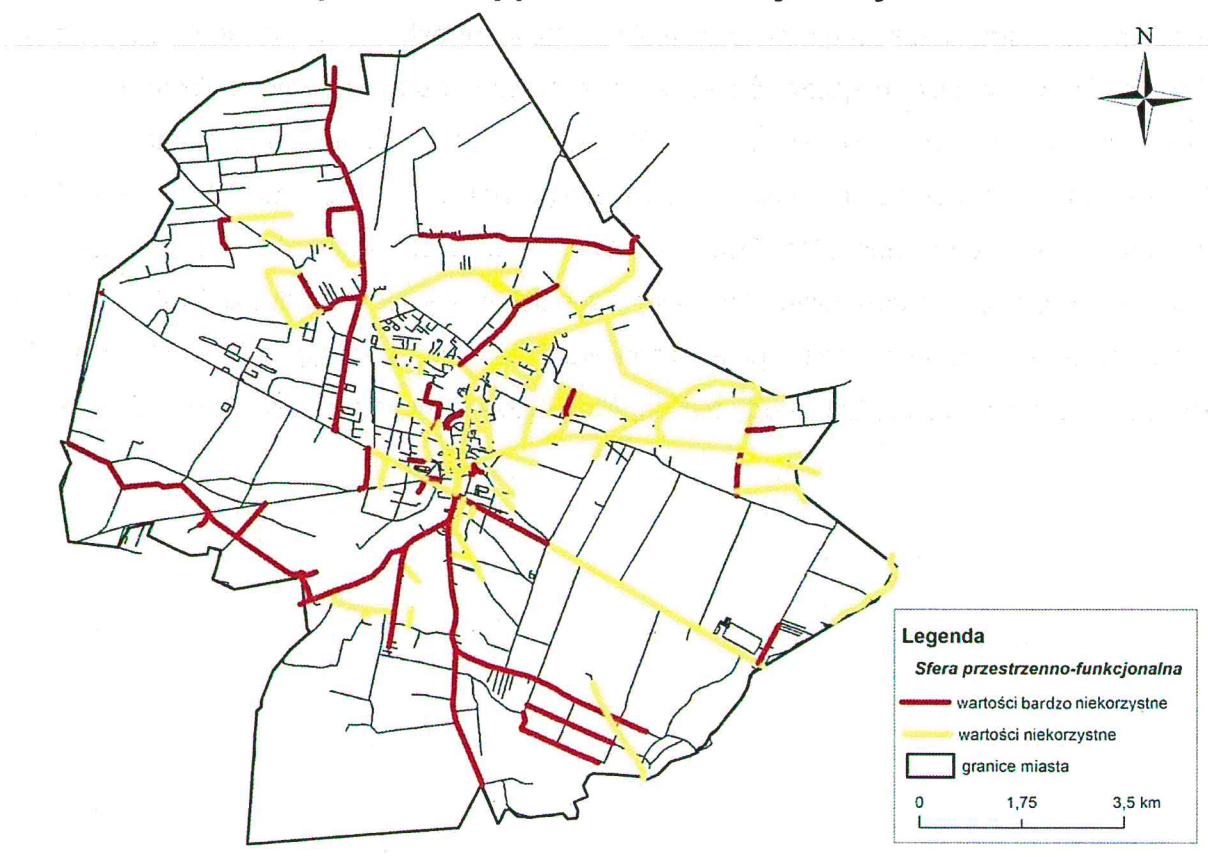 N
Legenda
Sfera przestrzenno-funkcjonalna
wartości bardzo niekorzystne
wartości niekorzystne
granice miasta
0 1,75 3,5 km